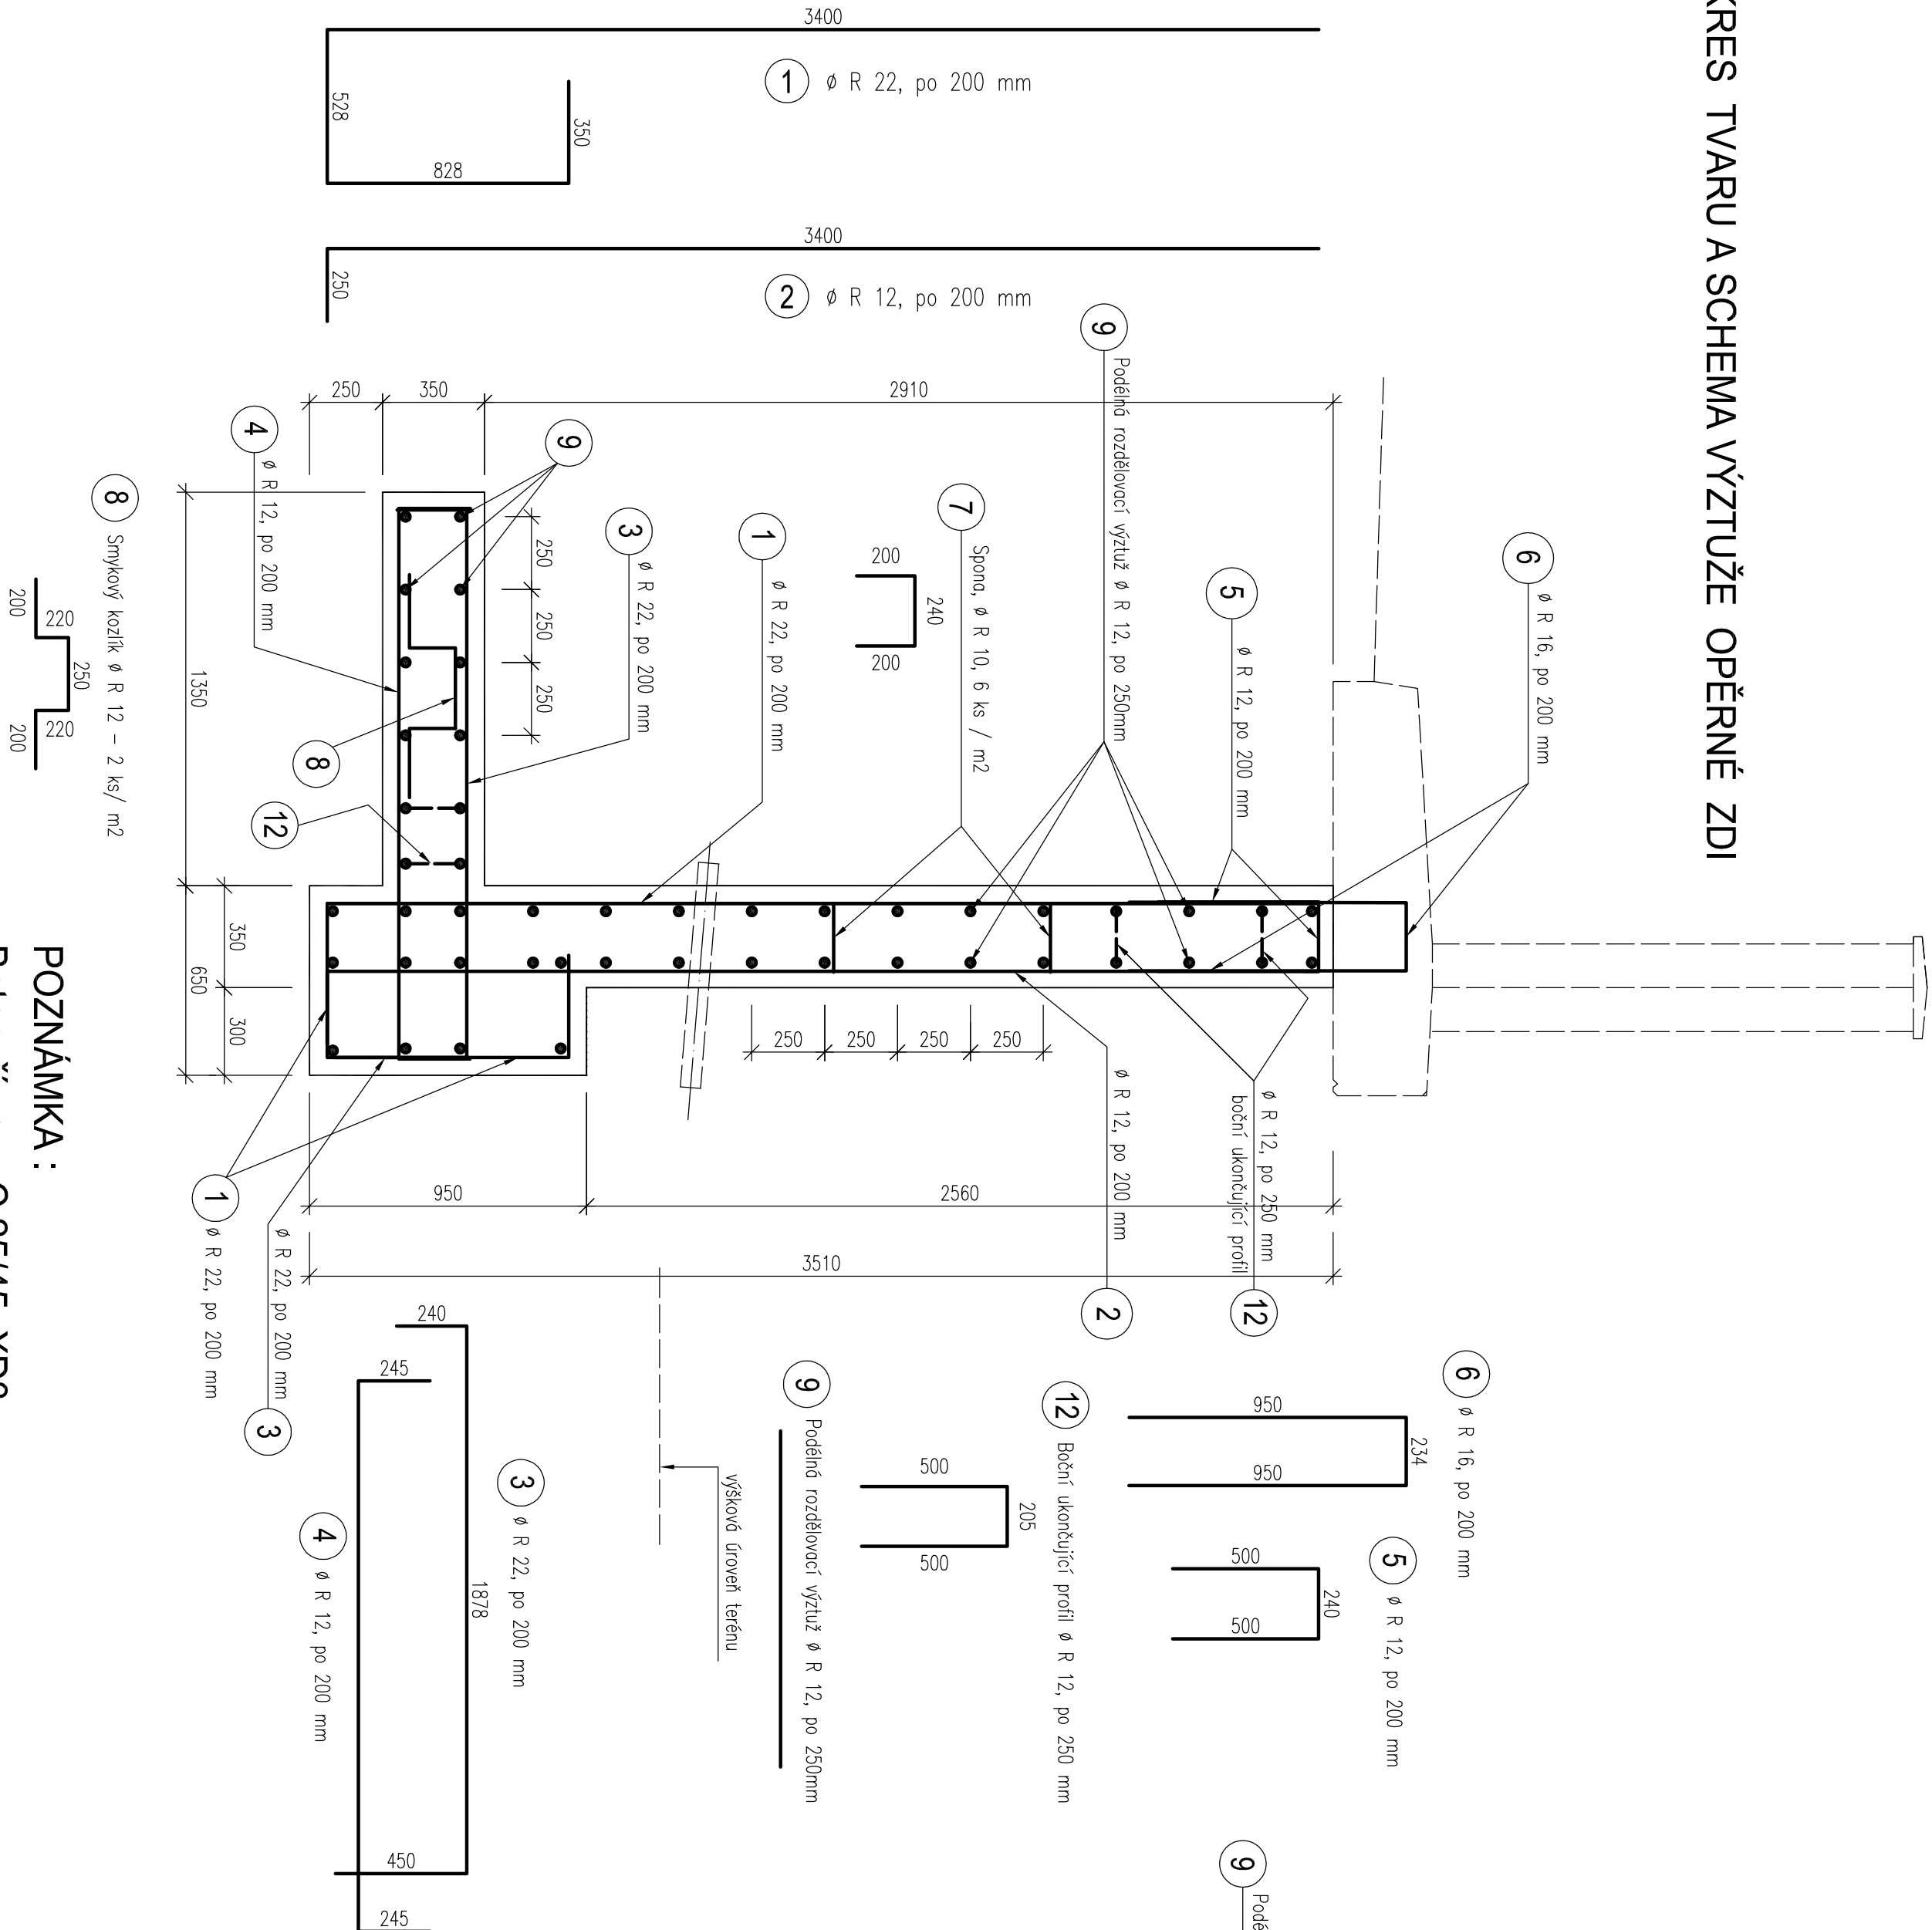 KRES TVARU A SCHEMA VÝZTUŽE OPĚRNÉ ZDI
3400
1 ø R 22, po 200 mm
528
350
828
3400
2 ø R 12, po 200 mm
250
250
350
2910
9 Podélná rozdělovací výztuž ø R 12, po 250mm
6 ø R 16, po 200 mm
5 ø R 12, po 200 mm
7 Spona, ø R 10, 6 ks / m2
200
240
200
1 ø R 22, po 200 mm
3 ø R 22, po 200 mm
9
4 ø R 12, po 200 mm
250
250
250
8
12
8 Smykový kozlík ø R 12 - 2 ks/ m2
200
220
250
220
200
1350
650
350
300
250
250
250
250
2 ø R 12, po 200 mm
12 ø R 12, po 250 mm
boční ukončující profil
950
2560
3510
1 ø R 22, po 200 mm
3 ø R 22, po 200 mm
výšková úroveň terénu
6 ø R 16, po 200 mm
950
234
950
5 ø R 12, po 200 mm
500
240
500
12 Boční ukončující profil ø R 12, po 250 mm
500
205
500
9 Podélná rozdělovací výztuž ø R 12, po 250mm
3 ø R 22, po 200 mm
240
1878
450
4 ø R 12, po 200 mm
245
245
9
POZNÁMKA :